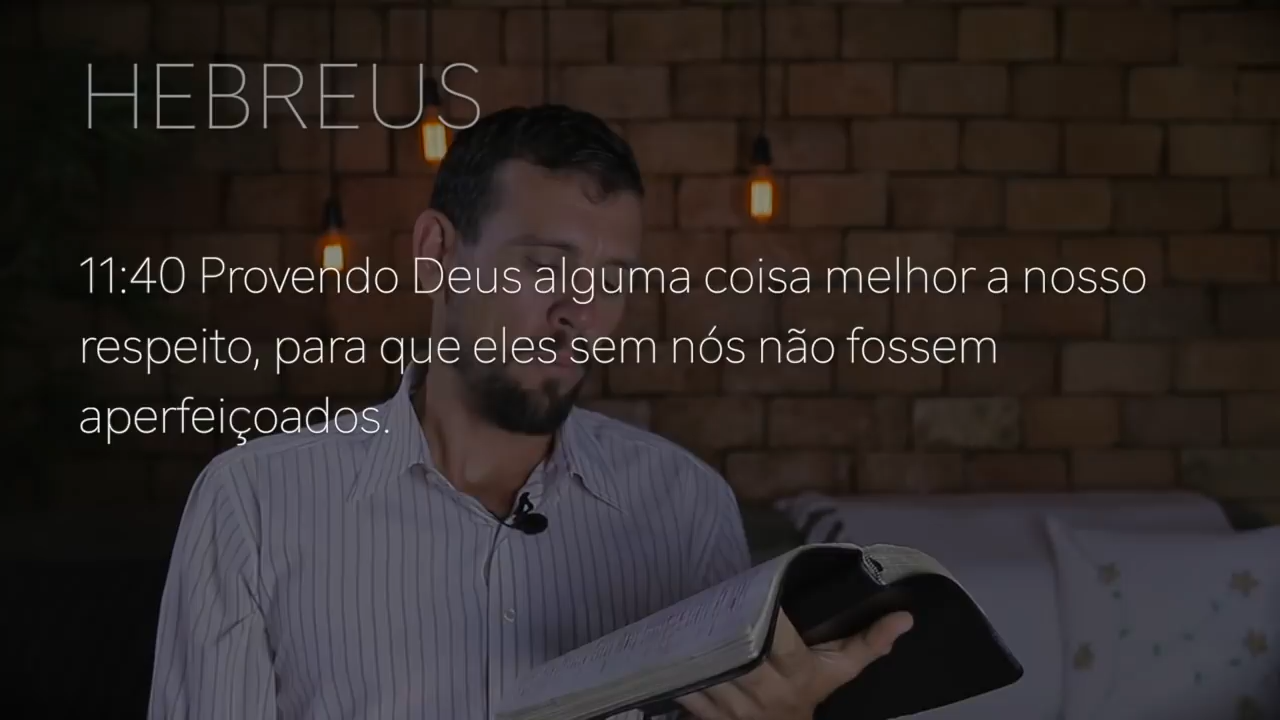 HEBREUS
11:40 Provendo Deus alguma coisa melhor a nosso
respeito, para que eles sem nós não fossem
aperfeiçoados.